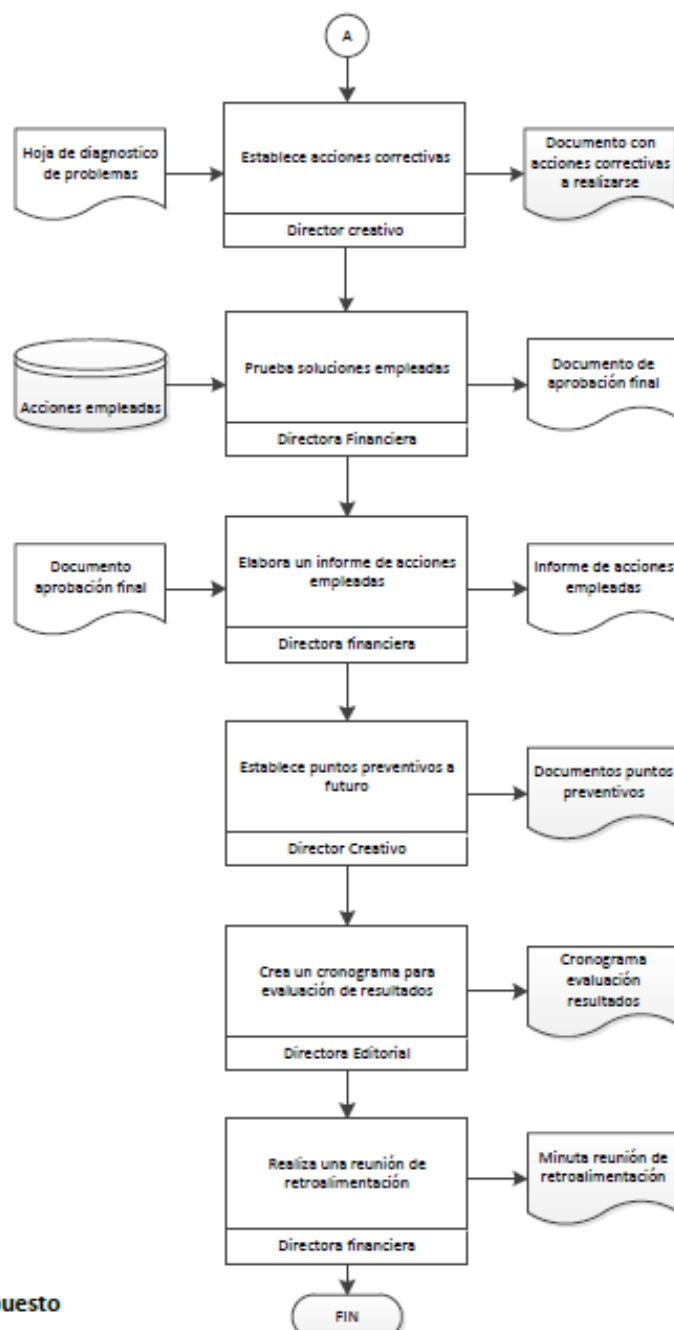 A
Hoja de diagnostico
de problemas
Establece acciones correctivas
Director creativo
Documento con
acciones correctivas
a realizarse
Acciones empleadas
Prueba soluciones empleadas
Directora Financiera
Documento de
aprobación final
Documento
aprobación final
Elabora un informe de acciones
empleadas
Directora financiera
Informe de acciones
empleadas
Establece puntos preventivos a
futuro
Director Creativo
Documentos puntos
preventivos
Crea un cronograma para
evaluación de resultados
Directora Editorial
Cronograma
evaluación
resultados
Realiza una reunión de
retroalimentación
Directora financiera
Minuta reunión de
retroalimentación
FIN